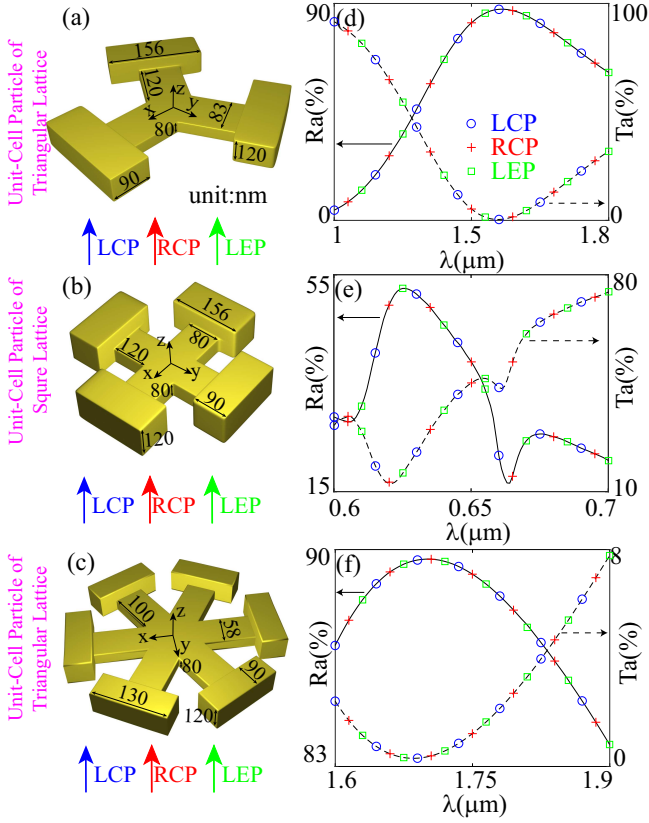 (a)
Unit-Cell Particle of
Triangular Lattice
156
120
z
x
y
83
80
120
90
unit:nm
LCP
RCP
LEP
(d)
90
Ra(%)
0
100
Ta(%)
0
LCP
RCP
LEP
1
1.5
1.8
λ(μm)
(b)
Unit-Cell Particle of
Squre Lattice
156
80
120
z
x
y
80
90
120
LCP
RCP
LEP
(e)
55
Ra(%)
15
80
Ta(%)
10
0.6
0.65
0.7
λ(μm)
(c)
Unit-Cell Particle of
Triangular Lattice
100
z
x
y
58
80
90
130
120
LCP
RCP
LEP
(f)
90
Ra(%)
83
8
Ta(%)
0
1.6
1.75
1.9
λ(μm)